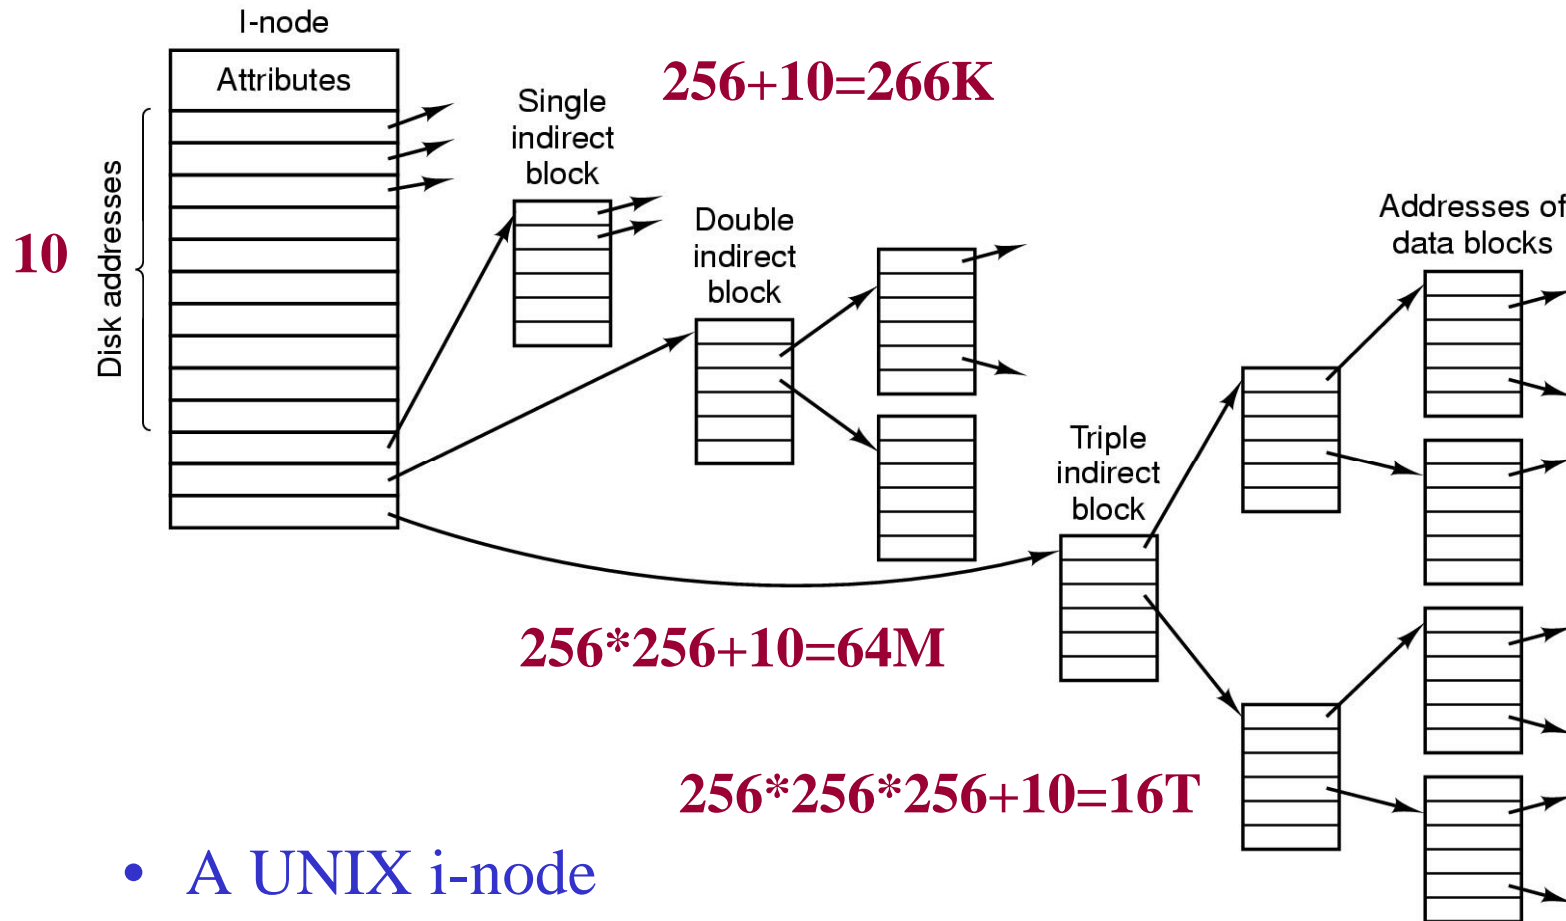 I-node
Attributes
256+10=266K
Single
indirect
block
Disk addresses
10
Double
indirect
block
Addresses of
data blocks
Triple
indirect
block
256*256+10=64M
256*256*256+10=16T
• A UNIX i-node